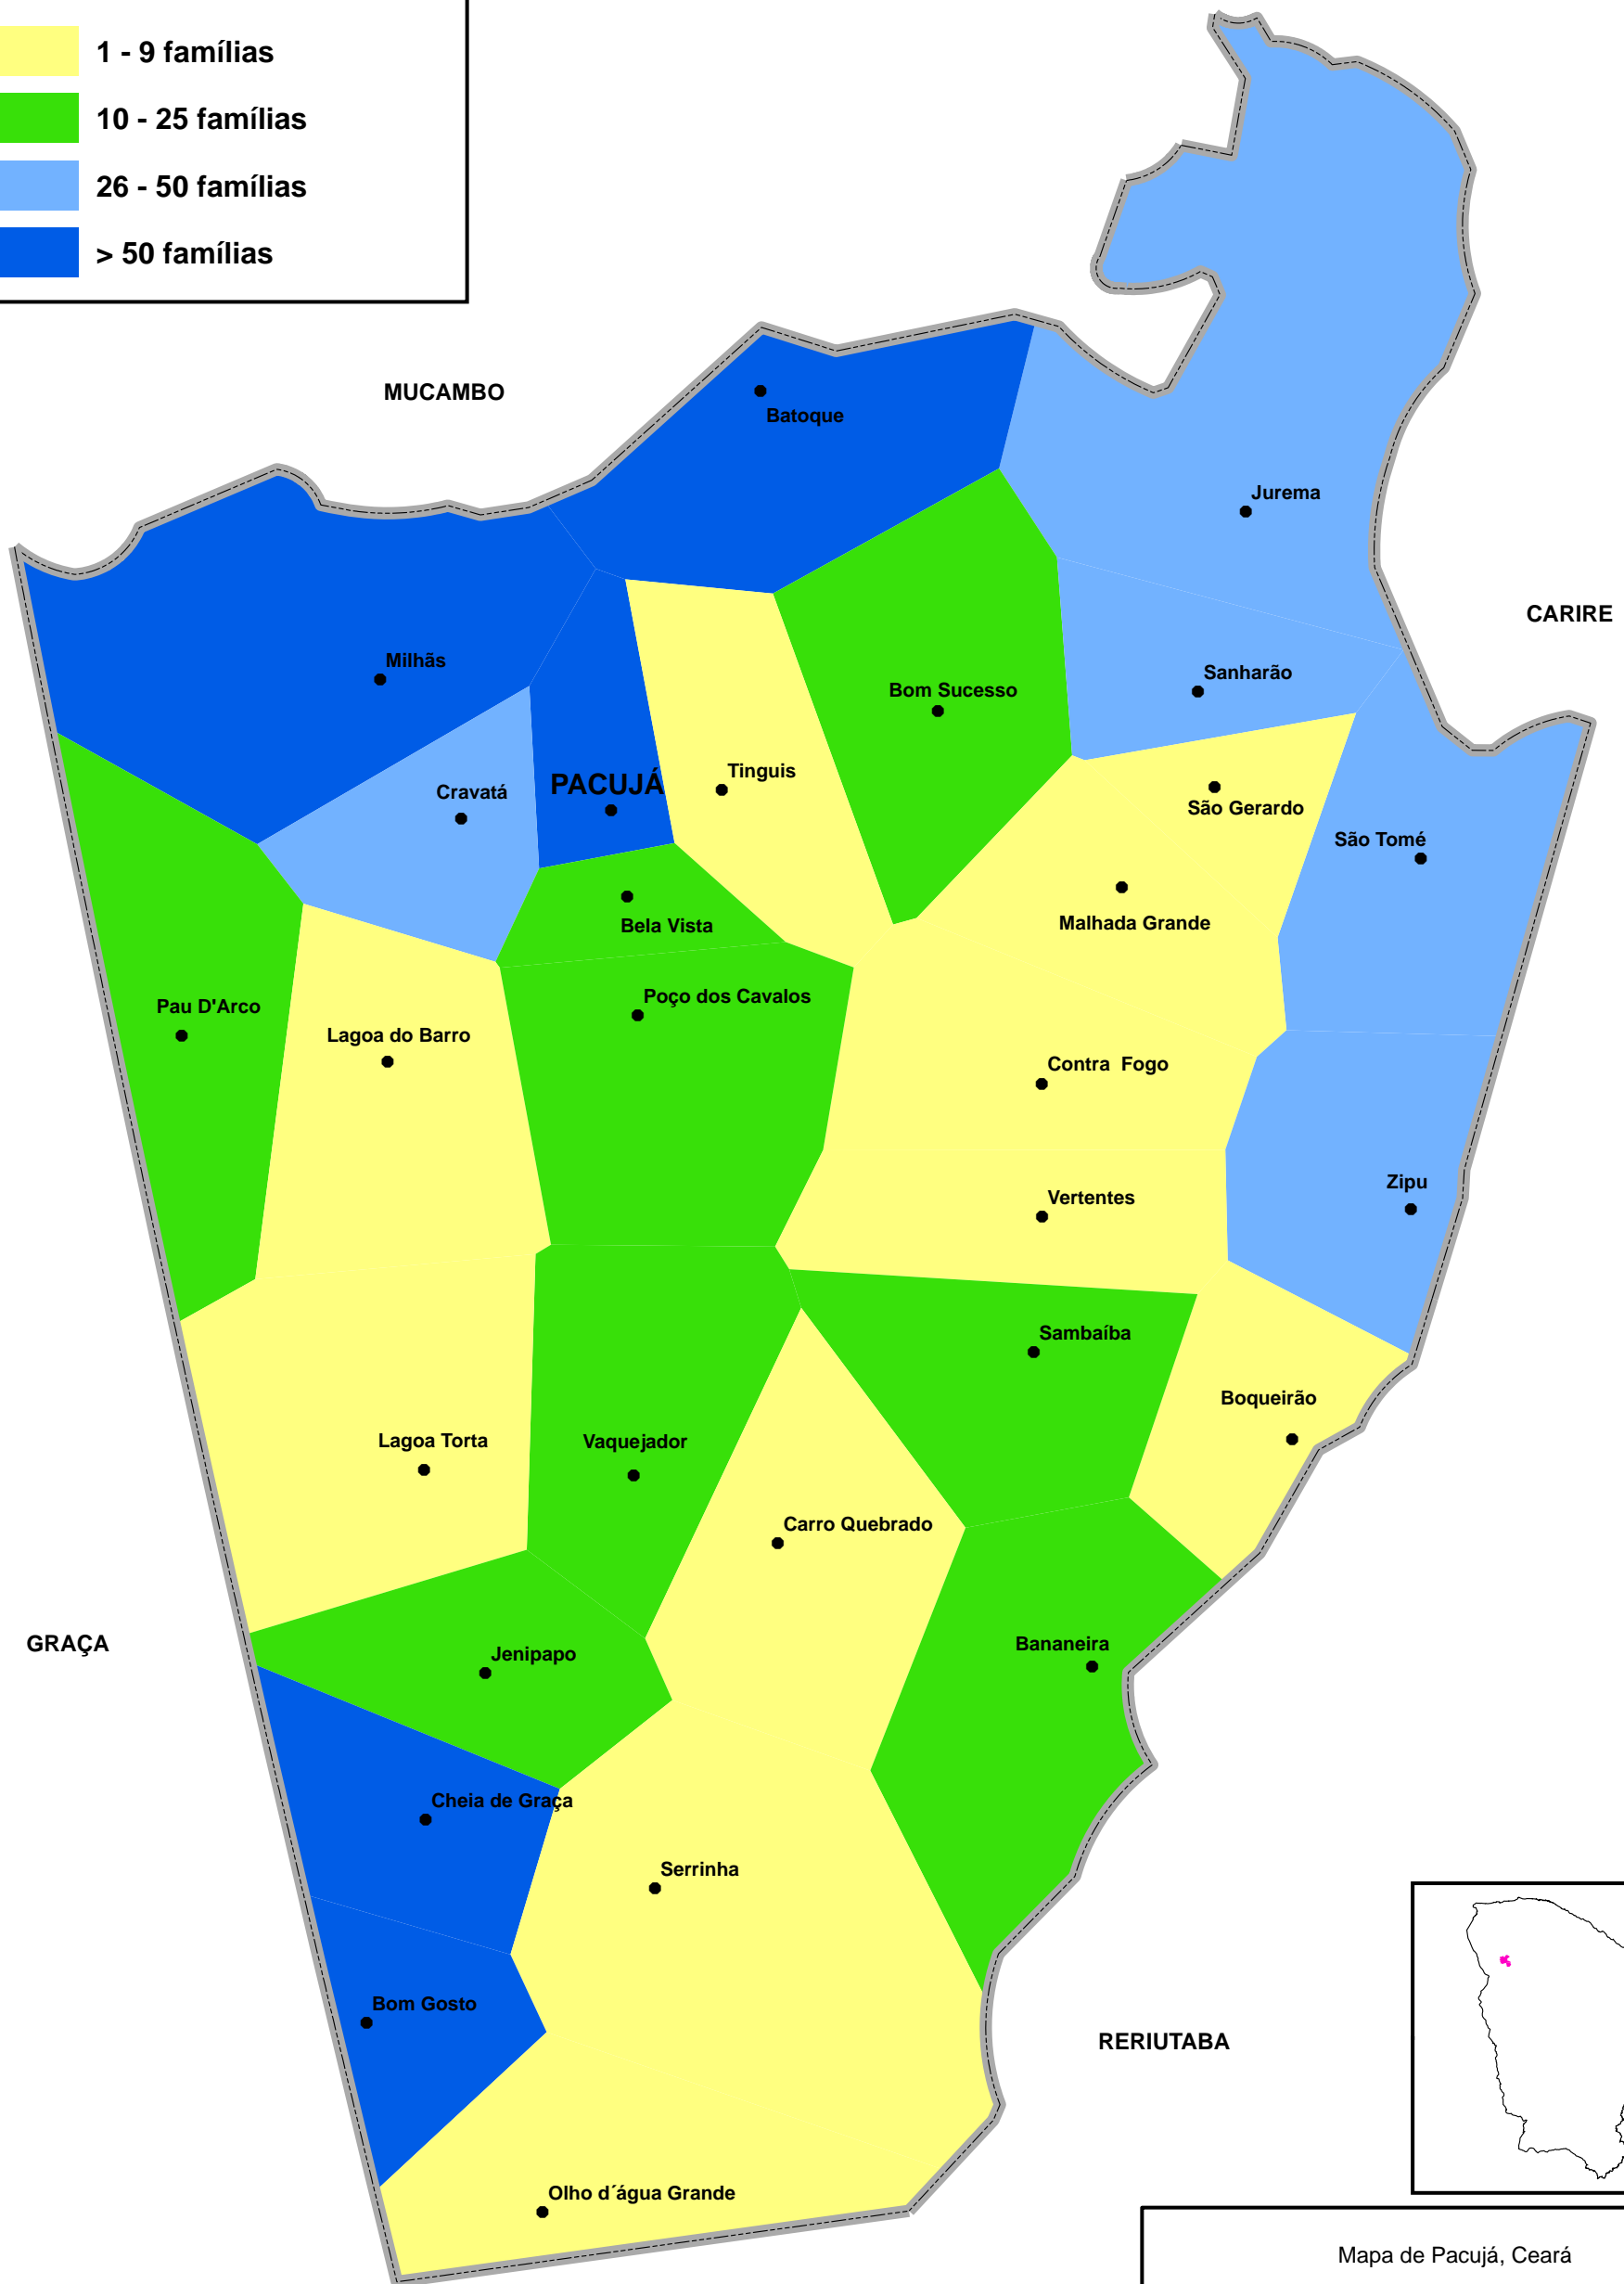 1 - 9 famílias
10 - 25 famílias
26 - 50 famílias
> 50 famílias
MUCAMBO
Batoque
Jurema
CARIRE
Milhãs
Sanharão
Bom Sucesso
Tinguis
PACUJÁ
Cravatá
São Gerardo
São Tomé
Malhada Grande
Bela Vista
Poço dos Cavalos
Pau D'Arco
Lagoa do Barro
Contra  Fogo
Zipu
Vertentes
Sambaíba
Boqueirão
Lagoa Torta
Vaquejador
Carro Quebrado
GRAÇA
Bananeira
Jenipapo
Cheia de Graça
Serrinha
Bom Gosto
RERIUTABA
Olho d´água Grande
Mapa de Pacujá, Ceará